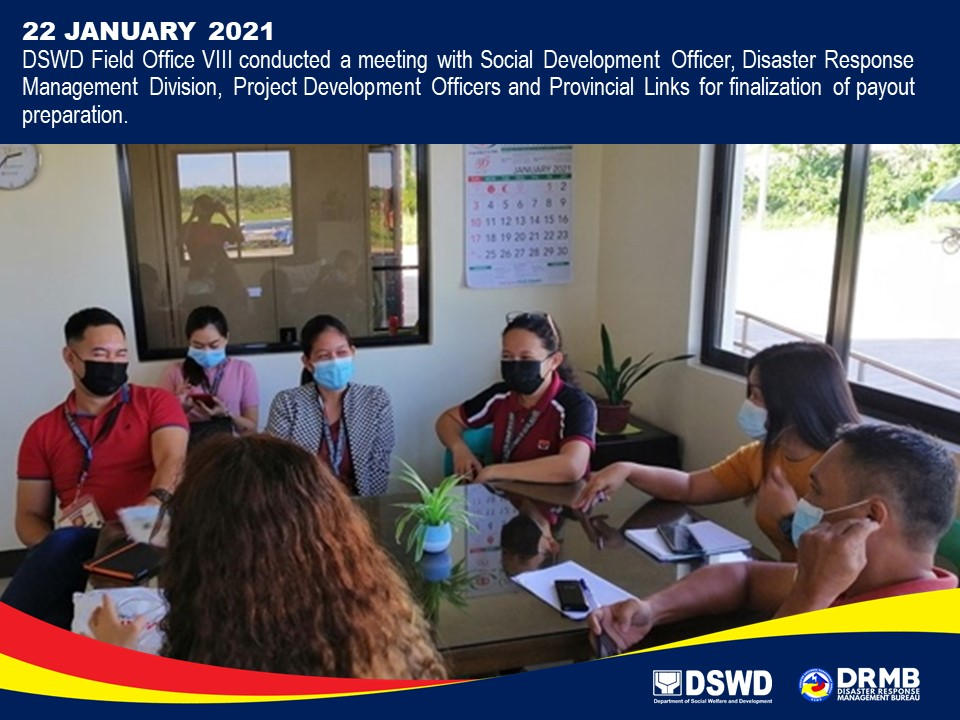 22 JANUARY 2021
DSWD Field Office VIII conducted a meeting with Social Development Officer, Disaster Response
Management Division, Project Development Officers and Provincial Links for finalization of payout
preparation.
JANUARY 2021
1 2
3 4 5 6 7 8 9
10 11 12 13 14 15 16
17 18 19 20 21 22 23
25 26 27 28 29 30
DSWD
Department of Social Welfare and Development
DRMB
DISASTER RESPONSE
MANAGEMENT BUREAU